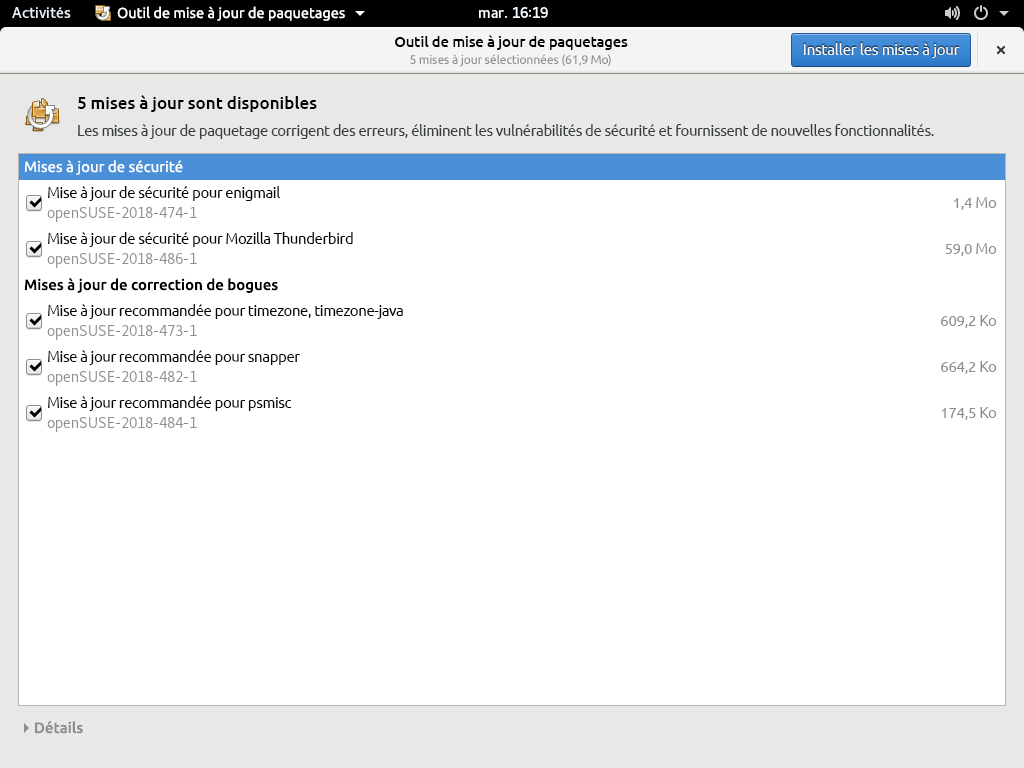 Activités Outil de mise à jour de paquetages mar. 16:19
Outil de mise à jour de paquetages
5 mises à jour sélectionnées (61,9 Mo)
Installer les mises à jour
5 mises à jour sont disponibles
Les mises à jour de paquetage corrigent des erreurs, éliminent les vulnérabilités de sécurité et fournissent de nouvelles fonctionnalités.
Mises à jour de sécurité
Mise à jour de sécurité pour enigmail
openSUSE-2018-474-1
1,4 Mo
Mise à jour de sécurité pour Mozilla Thunderbird
openSUSE-2018-486-1
59,0 Mo
Mises à jour de correction de bogues
Mise à jour recommandée pour timezone, timezone-java
openSUSE-2018-473-1
609,2 Ko
Mise à jour recommandée pour snapper
openSUSE-2018-482-1
664,2 Ko
Mise à jour recommandée pour psmisc
openSUSE-2018-484-1
174,5 Ko
Détails